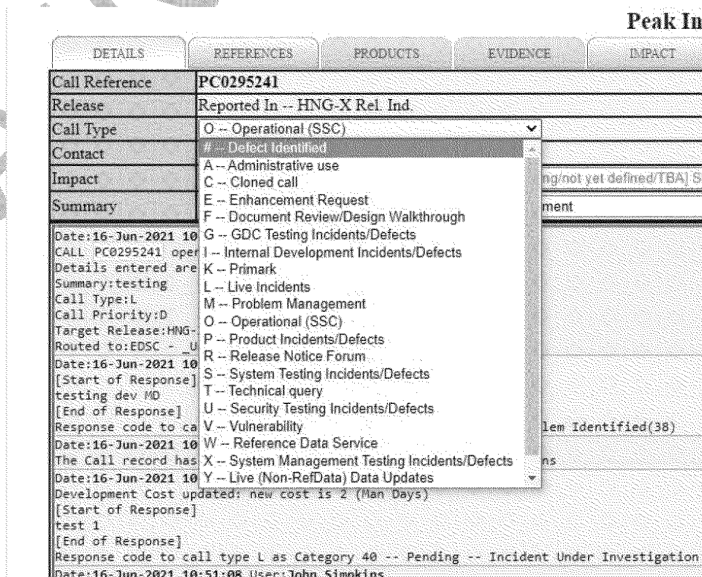 Peak In
DETAILS REFERENCES PRODUCTS EVIDENCE IMPACT
Call Reference PC0295241
Release Reported In -- HNG-X Rel. Ind.
Call Type O -- Operational (SSC)
Contact
Impact ng/not yet defined/TBA] S
Summary ment
# -- Defect Identified
A -- Administrative use
C -- Cloned call
E -- Enhancement Request
F -- Document Review/Design Walkthrough
G -- GDC Testing Incidents/Defects
I -- Internal Development Incidents/Defects
K -- Primark
L -- Live Incidents
M -- Problem Management
O -- Operational (SSC)
P -- Product Incidents/Defects
R -- Release Notice Forum
S -- System Testing Incidents/Defects
T -- Technical query
U -- Security Testing Incidents/Defects
V -- Vulnerability
W -- Reference Data Service
X -- System Management Testing Incidents/Defects
Y -- Live (Non-RefData) Data Updates
Date:16-Jun-2021 10
CALL PC0295241 oper
Details entered are
Summary:testing
Call Type:L
Call Priority:D
Target Release:HNG-
Routed to:EDSC - _U
Date:16-Jun-2021 10
[Start of Response]
testing dev MD
[End of Response]
Response code to ca lem Identified(38)
Date:16-Jun-2021 10
The Call record has ns
Date:16-Jun-2021 10
Development Cost updated: new cost is 2 (Man Days)
[Start of Response]
test 1
[End of Response]
Response code to call type L as Category 40 -- Pending -- Incident Under Investigation
Date:16-Jun-2021 10:51:08 User:John Simpkins